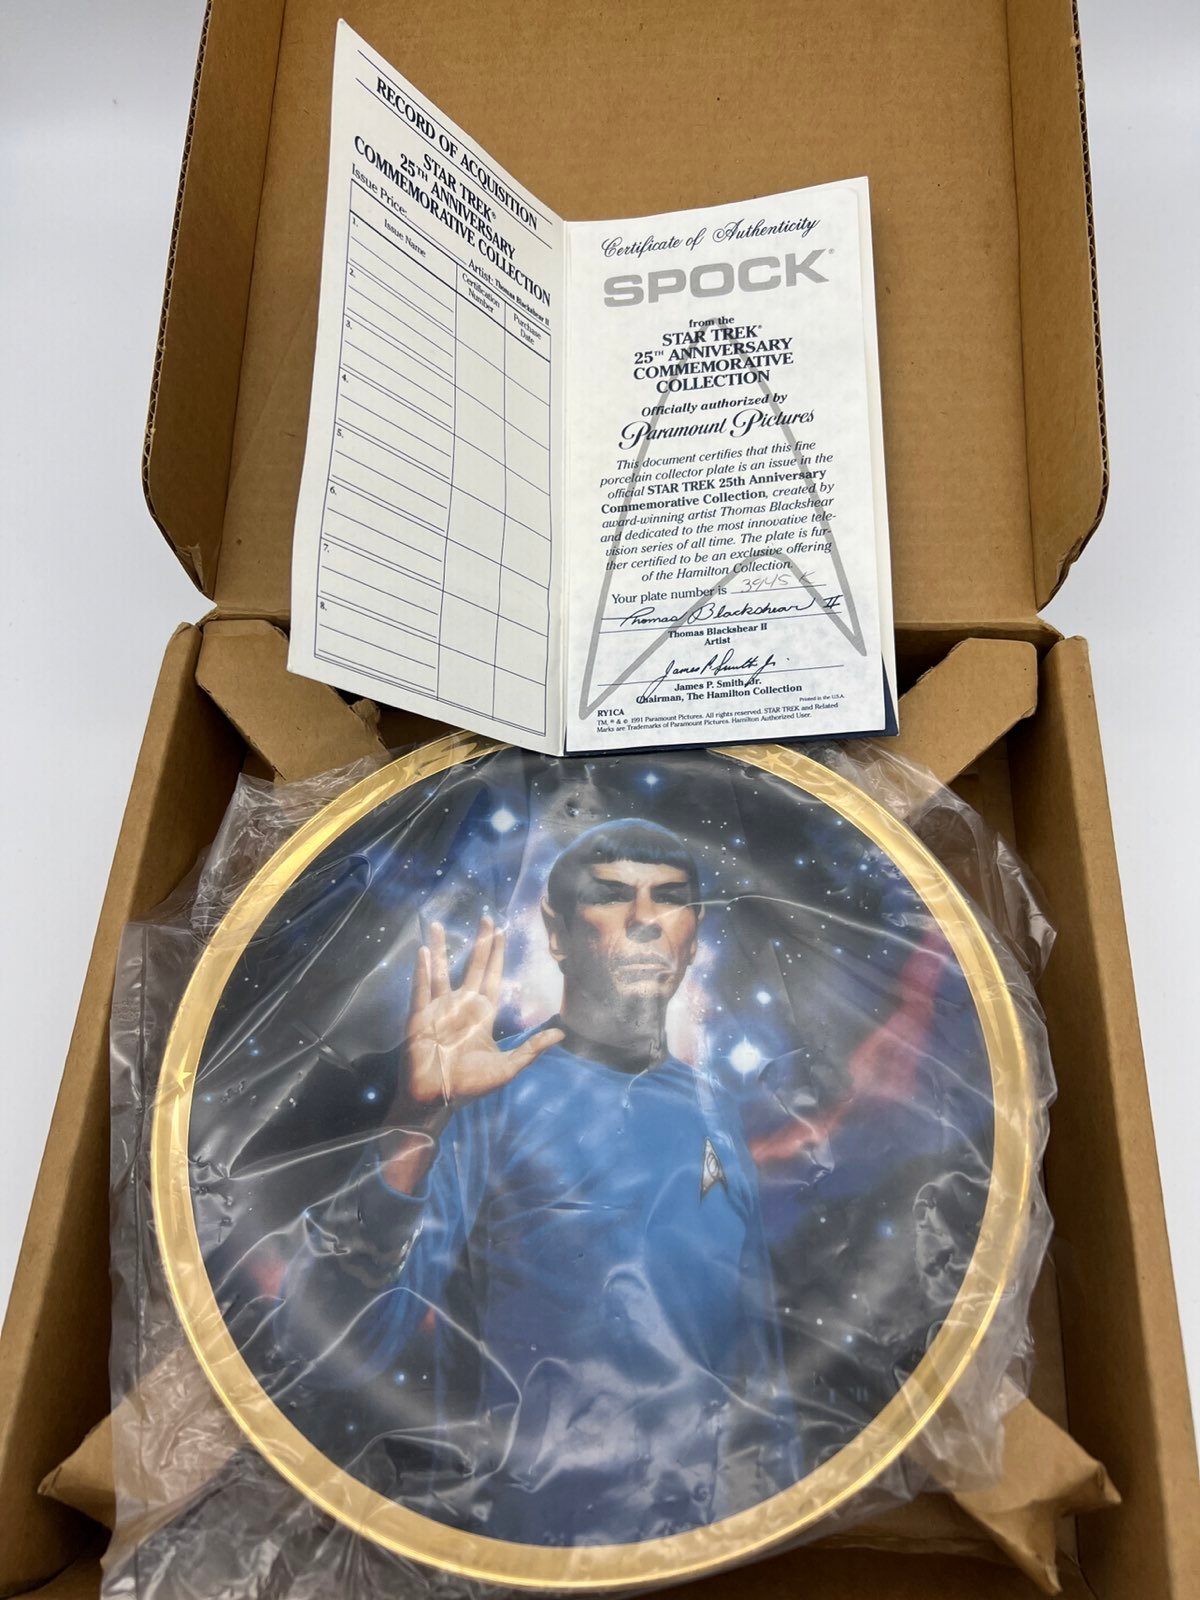 RECORD OF ACQUISITION
STAR TREK®
25TH ANNIVERSARY
COMMEMORATIVE COLLECTION
Issue Price:
Artist: Thomas Blackshear II
Issue Name
Certification
Number
Purchase
Date
1.
2.
3.
4.
5.
6.
7.
8.
Certificate of Authenticity
SPOCK®
from the
STAR TREK®
25TH ANNIVERSARY
COMMEMORATIVE
COLLECTION
Officially authorized by
Paramount Pictures
This document certifies that this fine
porcelain collector plate is an issue in the
official STAR TREK 25th Anniversary
Commemorative Collection, created by
award-winning artist Thomas Blackshear
and dedicated to the most innovative tele-
vision series of all time. The plate is fur-
ther certified to be an exclusive offering
of the Hamilton Collection.
Your plate number is 3945 K
Thomas Blackshear II
Thomas Blackshear II
Artist
James P. Smith Jr.
James P. Smith, Jr.
Chairman, The Hamilton Collection
RY1CA
Printed in the U.S.A.
TM, ® & © 1991 Paramount Pictures. All rights reserved. STAR TREK and Related
Marks are Trademarks of Paramount Pictures. Hamilton Authorized User.